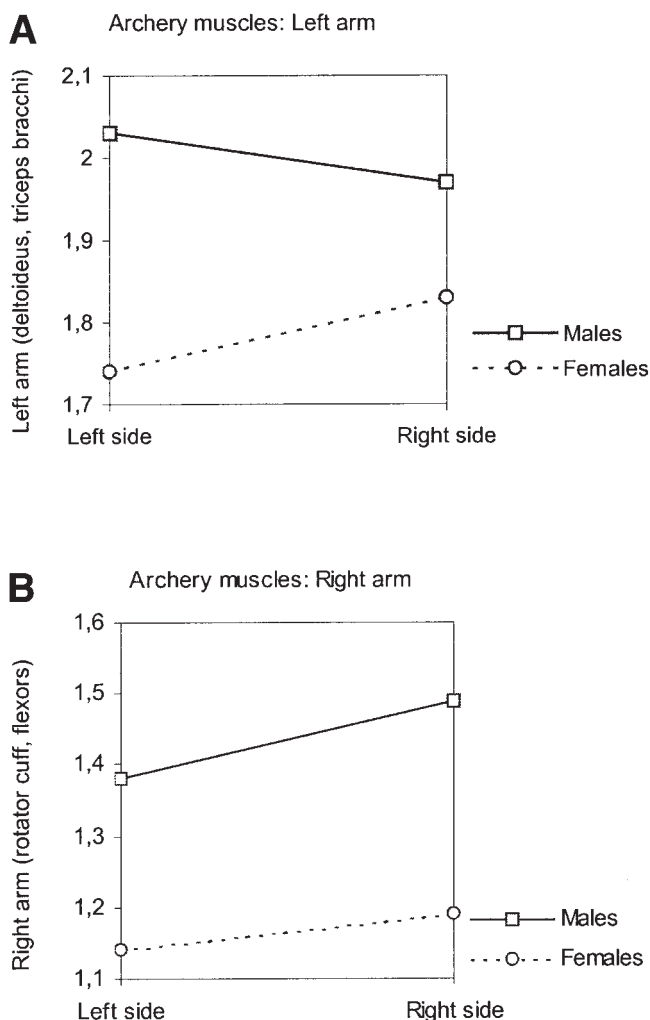 A
Archery muscles: Left arm
Left arm (deltoideus, triceps bracchi)
2,1
2
1,9
1,8
1,7
Left side
Right side
Males
Females
B
Archery muscles: Right arm
Right arm (rotator cuff, flexors)
1,6
1,5
1,4
1,3
1,2
1,1
Left side
Right side
Males
Females